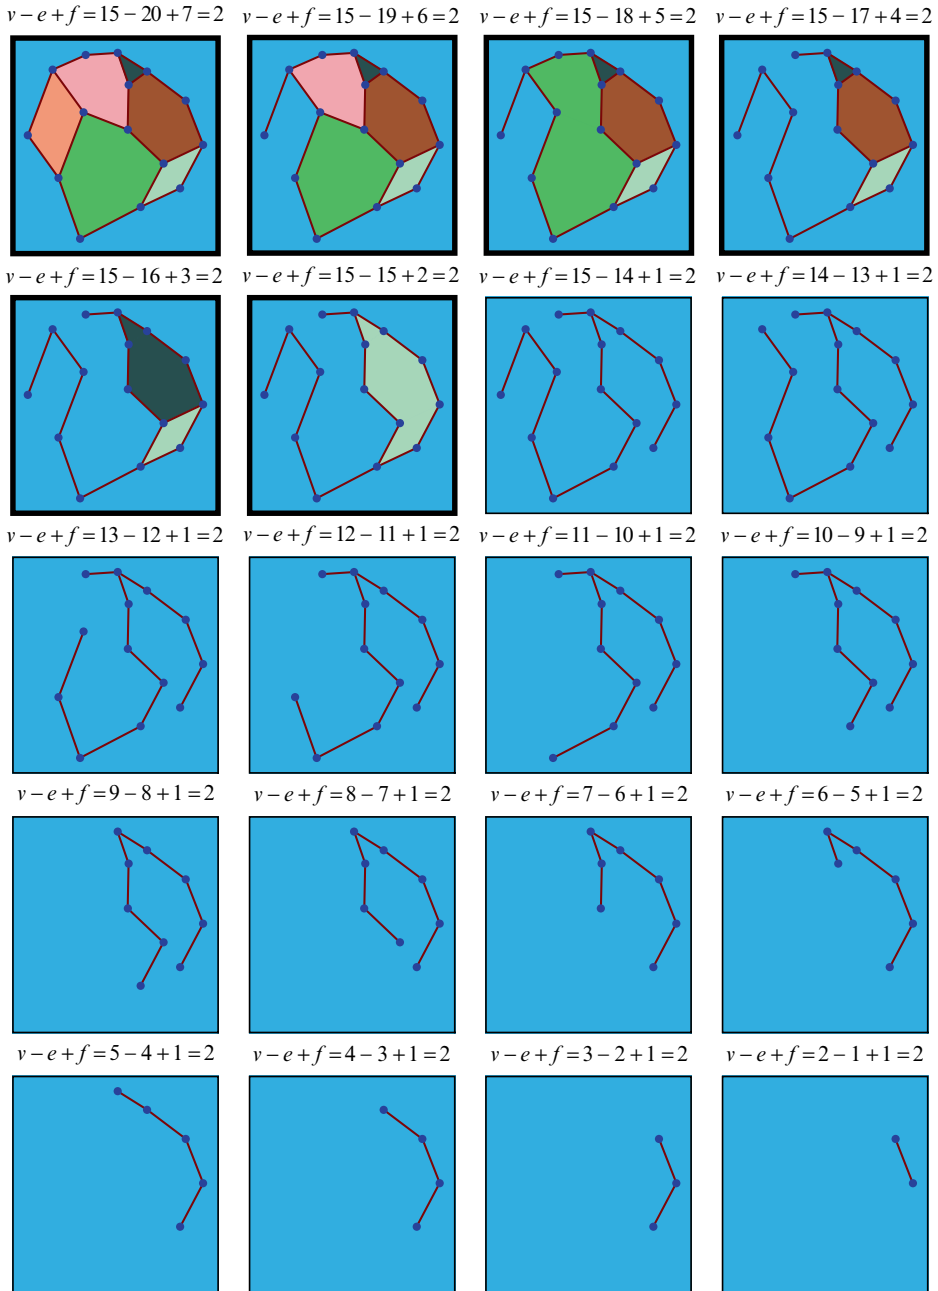 v − e + f = 15 − 20 + 7 = 2
v − e + f = 15 − 19 + 6 = 2
v − e + f = 15 − 18 + 5 = 2
v − e + f = 15 − 17 + 4 = 2
v − e + f = 15 − 16 + 3 = 2
v − e + f = 15 − 15 + 2 = 2
v − e + f = 15 − 14 + 1 = 2
v − e + f = 14 − 13 + 1 = 2
v − e + f = 13 − 12 + 1 = 2
v − e + f = 12 − 11 + 1 = 2
v − e + f = 11 − 10 + 1 = 2
v − e + f = 10 − 9 + 1 = 2
v − e + f = 9 − 8 + 1 = 2
v − e + f = 8 − 7 + 1 = 2
v − e + f = 7 − 6 + 1 = 2
v − e + f = 6 − 5 + 1 = 2
v − e + f = 5 − 4 + 1 = 2
v − e + f = 4 − 3 + 1 = 2
v − e + f = 3 − 2 + 1 = 2
v − e + f = 2 − 1 + 1 = 2